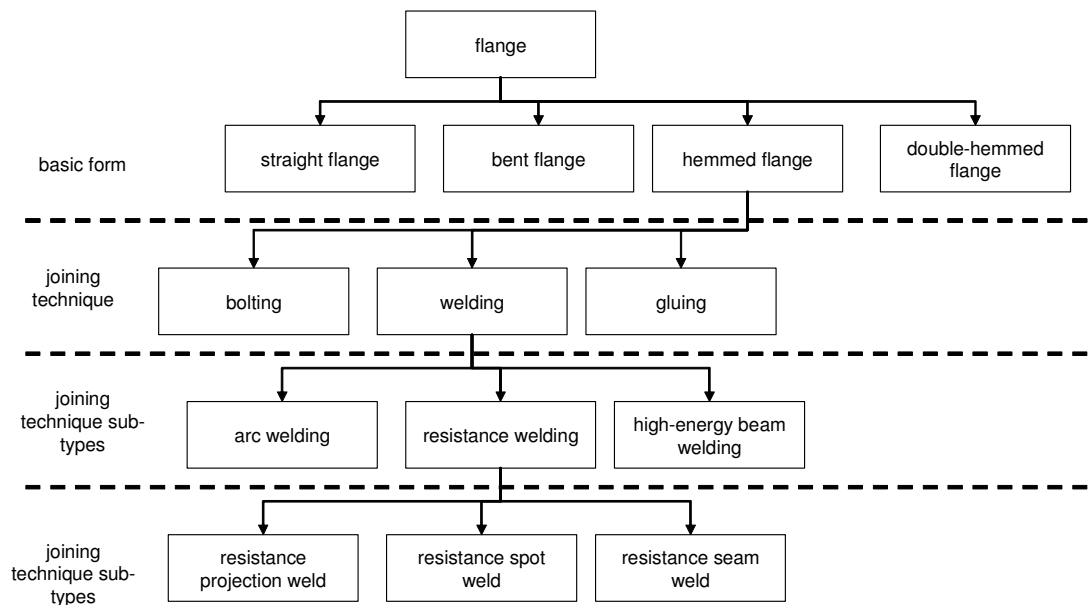 flange
basic form
straight flange
bent flange
hemmed flange
double-hemmed
flange
joining
technique
bolting
welding
gluing
joining
technique sub-
types
arc welding
resistance welding
high-energy beam
welding
joining
technique sub-
types
resistance
projection weld
resistance spot
weld
resistance seam
weld